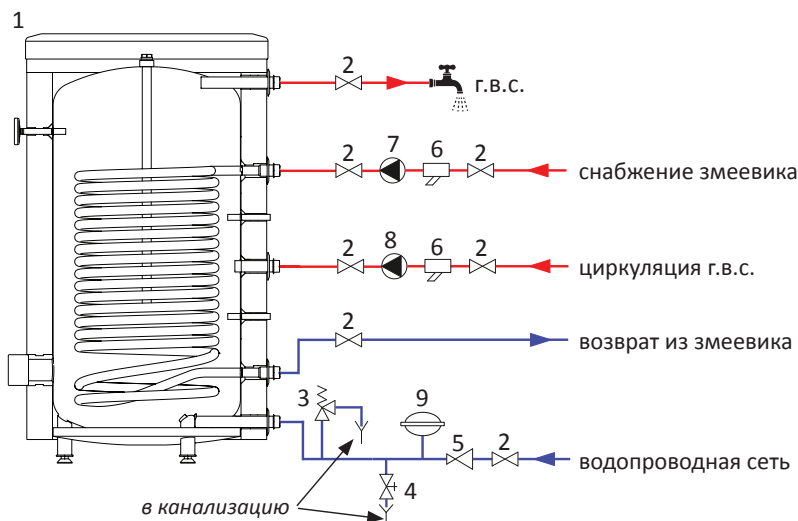 1
2
г.в.с.
2
7
6
2
снабжение змеевика
2
8
6
2
циркуляция г.в.с.
2
возврат из змеевика
3
9
5
2
водопроводная сеть
4
в канализацию